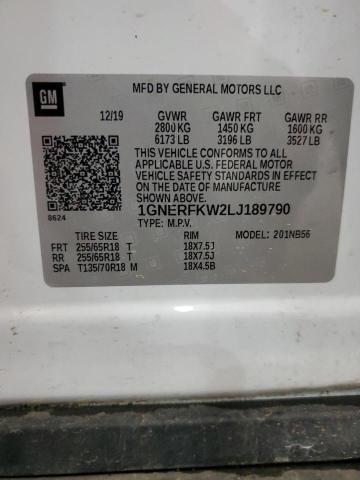 GM
MFD BY GENERAL MOTORS LLC
12/19 GVWR GAWR FRT GAWR RR
2800 KG 1450 KG 1600 KG
6173 LB 3196 LB 3527 LB
THIS VEHICLE CONFORMS TO ALL
APPLICABLE U.S. FEDERAL MOTOR
VEHICLE SAFETY STANDARDS IN
EFFECT ON THE DATE OF
MANUFACTURE SHOWN ABOVE.
8624 1GNERFKW2LJ189790
TYPE: M.P.V.
TIRE SIZE RIM MODEL: 201NB56
FRT 255/65R18 T 18X7.5J
RR 255/65R18 T 18X7.5J
SPA T135/70R18 M 18X4.5B